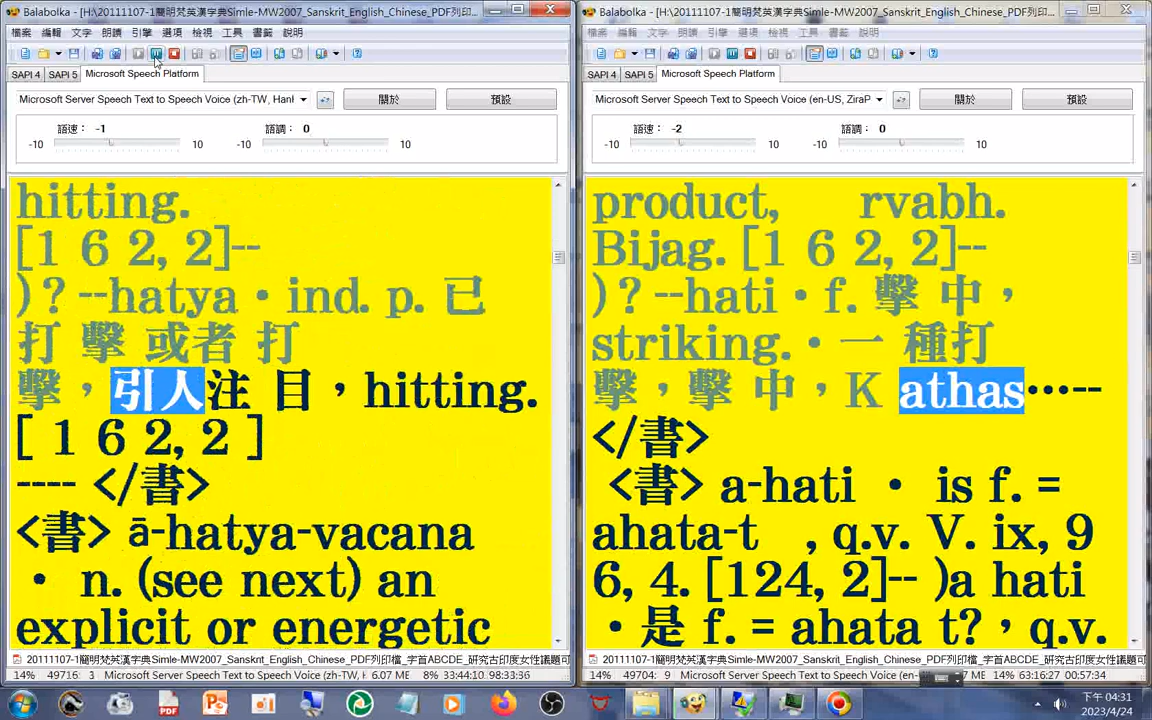 Balabolka - [H:\20111107-1簡明梵英漢字典Simle-MW2007_Sanskrit_English_Chinese_PDF列印...
檔案 編輯 文字 朗讀 引擎 選項 檢視 工具 書籤 說明
SAPI 4 SAPI 5 Microsoft Speech Platform
Microsoft Server Speech Text to Speech Voice (zh-TW, Hanl
關於 預設
語速： -1 語調： 0
-10 10 -10 10
hitting.
[1 6 2, 2]--
)？--hatya•ind. p. 已
打 擊 或者 打
擊，引人注 目，hitting.
[ 1 6 2, 2 ]
---- </書>
<書> ā-hatya-vacana
• n. (see next) an
explicit or energetic
20111107-1簡明梵英漢字典Simle-MW2007_Sanskrit_English_Chinese_PDF列印檔_字首ABCDE_研究古印度女性議題可
14% 49716: 3 Microsoft Server Speech Text to Speech Voice (zh-TW, H 6.07 ME 8% 33:44:10 98:33:36
Balabolka - [H:\20111107-1簡明梵英漢字典Simle-MW2007_Sanskrit_English_Chinese_PDF列印...
檔案 編輯 文字 朗讀 引擎 選項 檢視 工具 書籤 說明
SAPI 4 SAPI 5 Microsoft Speech Platform
Microsoft Server Speech Text to Speech Voice (en-US, ZiraP
關於 預設
語速： -2 語調： 0
-10 10 -10 10
product, rvabh.
Bijag. [1 6 2, 2]--
)？--hati•f. 擊 中，
striking.•一 種打
擊，擊 中，K athas…--
</書>
<書> a-hati • is f. =
ahata-t , q.v. V. ix, 9
6, 4. [124, 2]-- )a hati
•是 f. = ahata t?，q.v.
20111107-1簡明梵英漢字典Simle-MW2007_Sanskrit_English_Chinese_PDF列印檔_字首ABCDE_研究古印度女性議題可
14% 49704: 9 Microsoft Server Speech Text to Speech Voice (en-U ME 14% 63:16:27 00:57:34
下午 04:31
2023/4/24